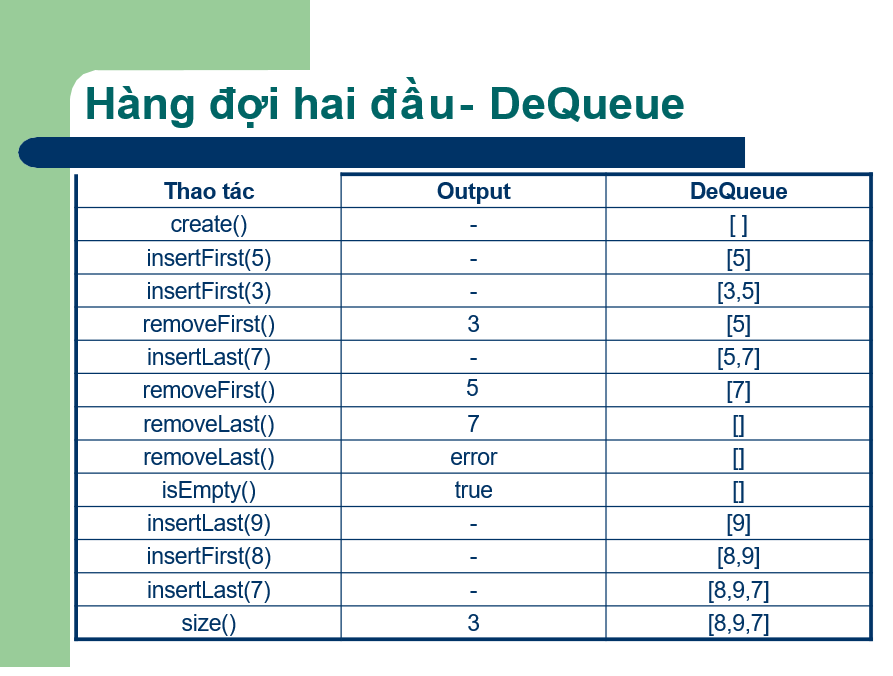 Hàng đợi hai đầu- DeQueue
Thao tác Output DeQueue
create() - [ ]
insertFirst(5) - [5]
insertFirst(3) - [3,5]
removeFirst() 3 [5]
insertLast(7) - [5,7]
removeFirst() 5 [7]
removeLast() 7 []
removeLast() error []
isEmpty() true []
insertLast(9) - [9]
insertFirst(8) - [8,9]
insertLast(7) - [8,9,7]
size() 3 [8,9,7]